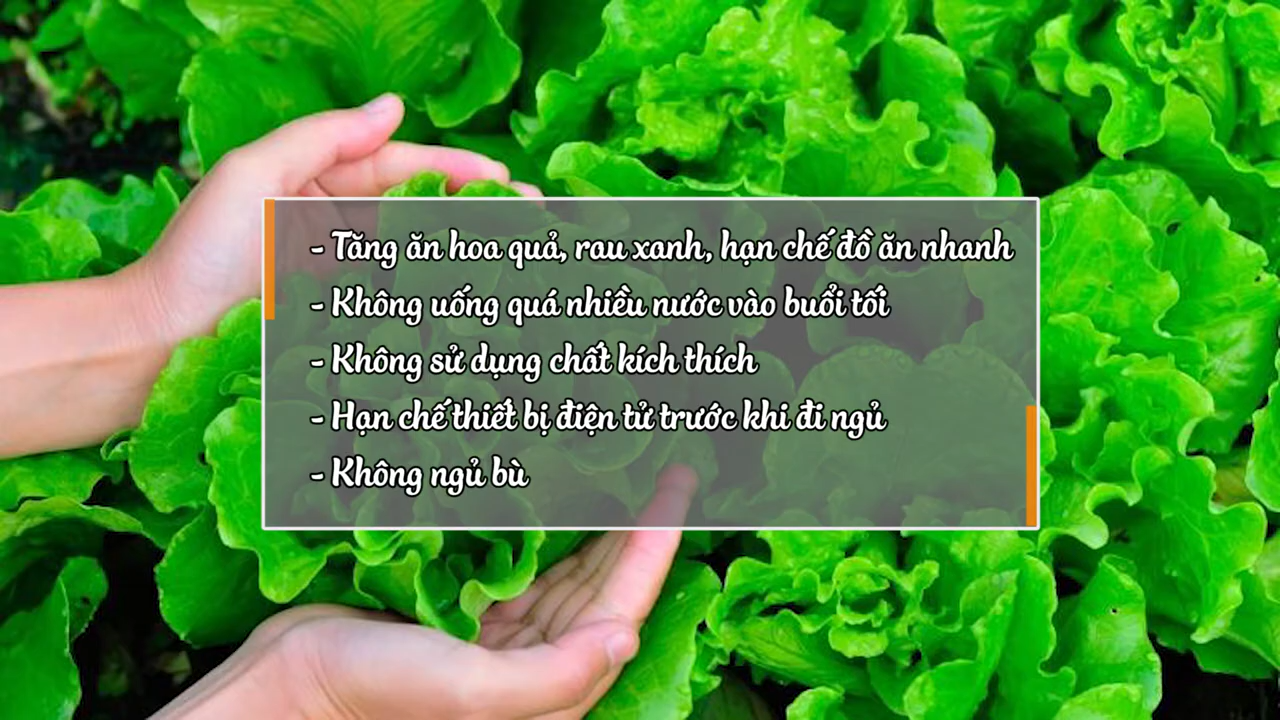 - Tăng ăn hoa quả, rau xanh, hạn chế đồ ăn nhanh
- Không uống quá nhiều nước vào buổi tối
- Không sử dụng chất kích thích
- Hạn chế thiết bị điện tử trước khi đi ngủ
- Không ngủ bù